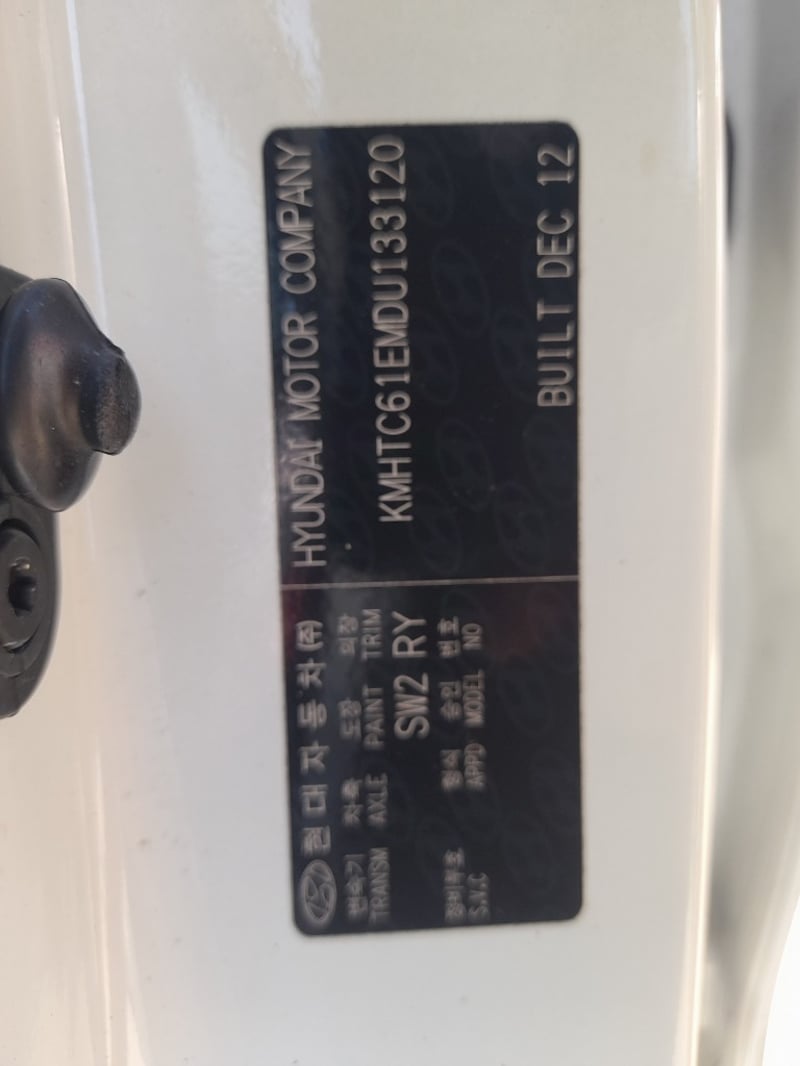 현대자동차(주) HYUNDAI MOTOR COMPANY
변속기 차축 도장 의장
TRANSM AXLE PAINT TRIM
KMHTC61EMDU133120
SW2 RY
정비부호 형식 승인 번호
S.V.C APPD MODEL NO
BUILT DEC 12